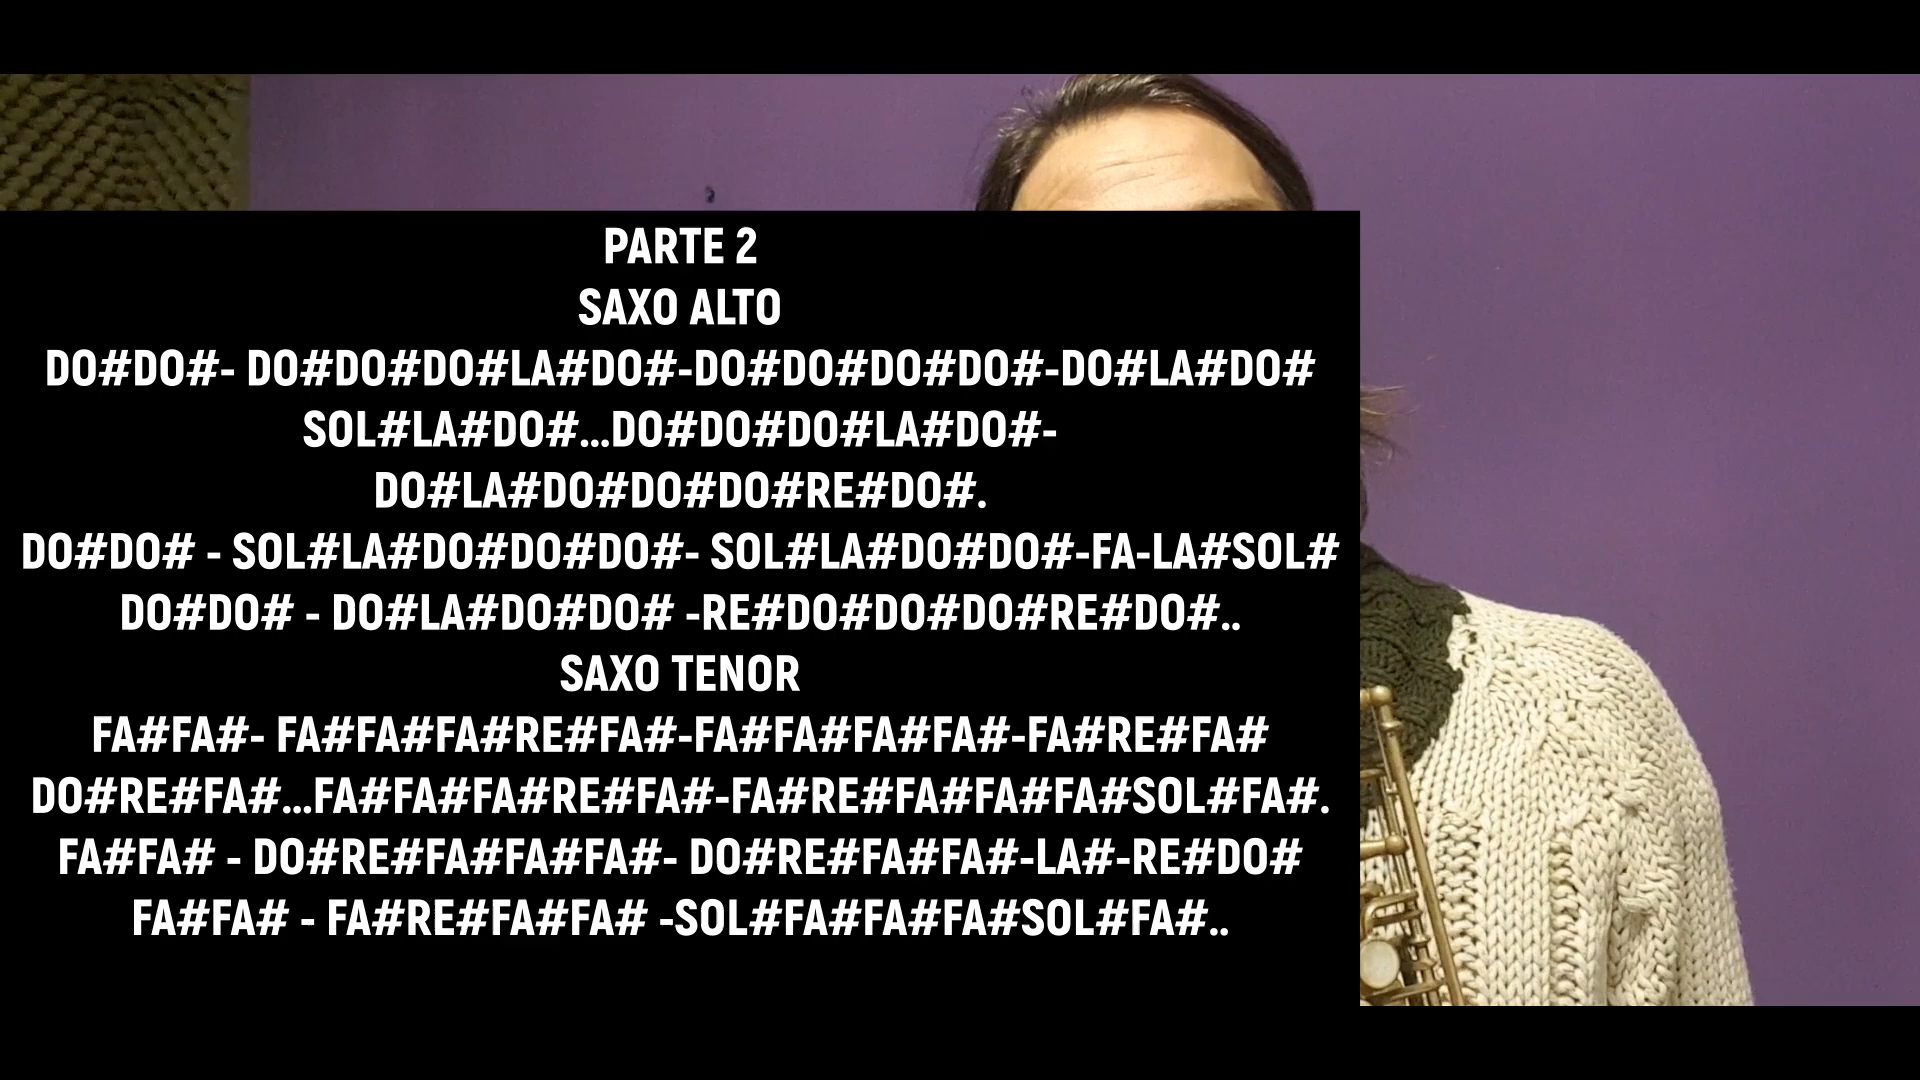 PARTE 2
SAXO ALTO
DO#DO#- DO#DO#DO#LA#DO#-DO#DO#DO#DO#-DO#LA#DO#
SOL#LA#DO#...DO#DO#DO#LA#DO#-
DO#LA#DO#DO#DO#RE#DO#.
DO#DO# - SOL#LA#DO#DO#DO#- SOL#LA#DO#DO#-FA-LA#SOL#
DO#DO# - DO#LA#DO#DO# -RE#DO#DO#DO#RE#DO#..
SAXO TENOR
FA#FA#- FA#FA#FA#RE#FA#-FA#FA#FA#FA#-FA#RE#FA#
DO#RE#FA#...FA#FA#FA#RE#FA#-FA#RE#FA#FA#FA#SOL#FA#.
FA#FA# - DO#RE#FA#FA#FA#- DO#RE#FA#FA#-LA#-RE#DO#
FA#FA# - FA#RE#FA#FA# -SOL#FA#FA#FA#SOL#FA#..